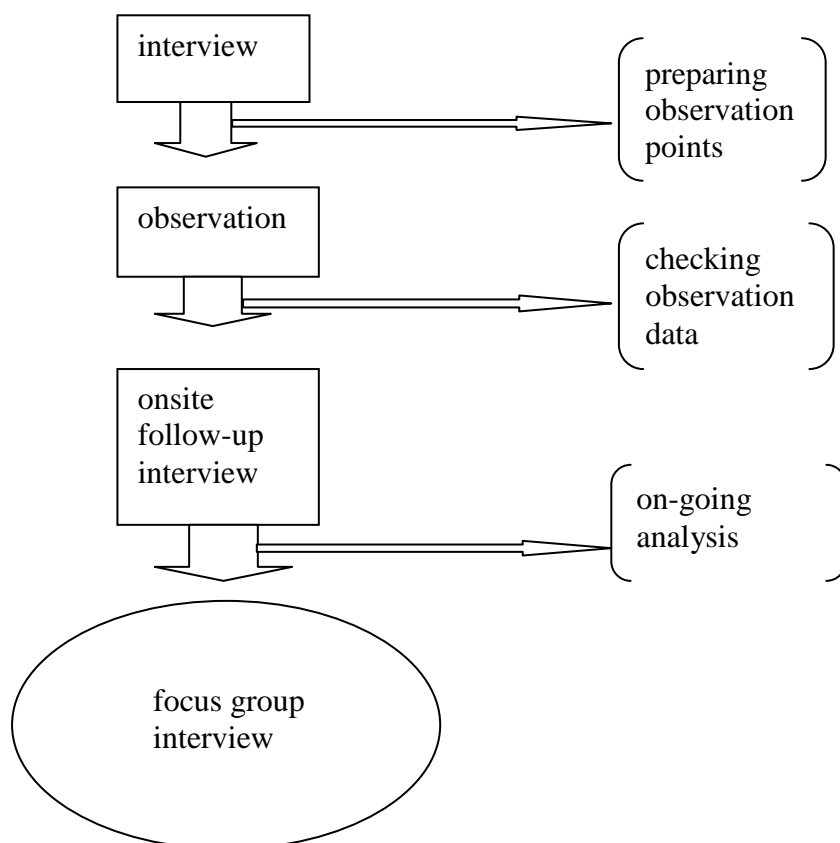 interview
preparing
observation
points
observation
checking
observation
data
onsite
follow-up
interview
on-going
analysis
focus group
interview